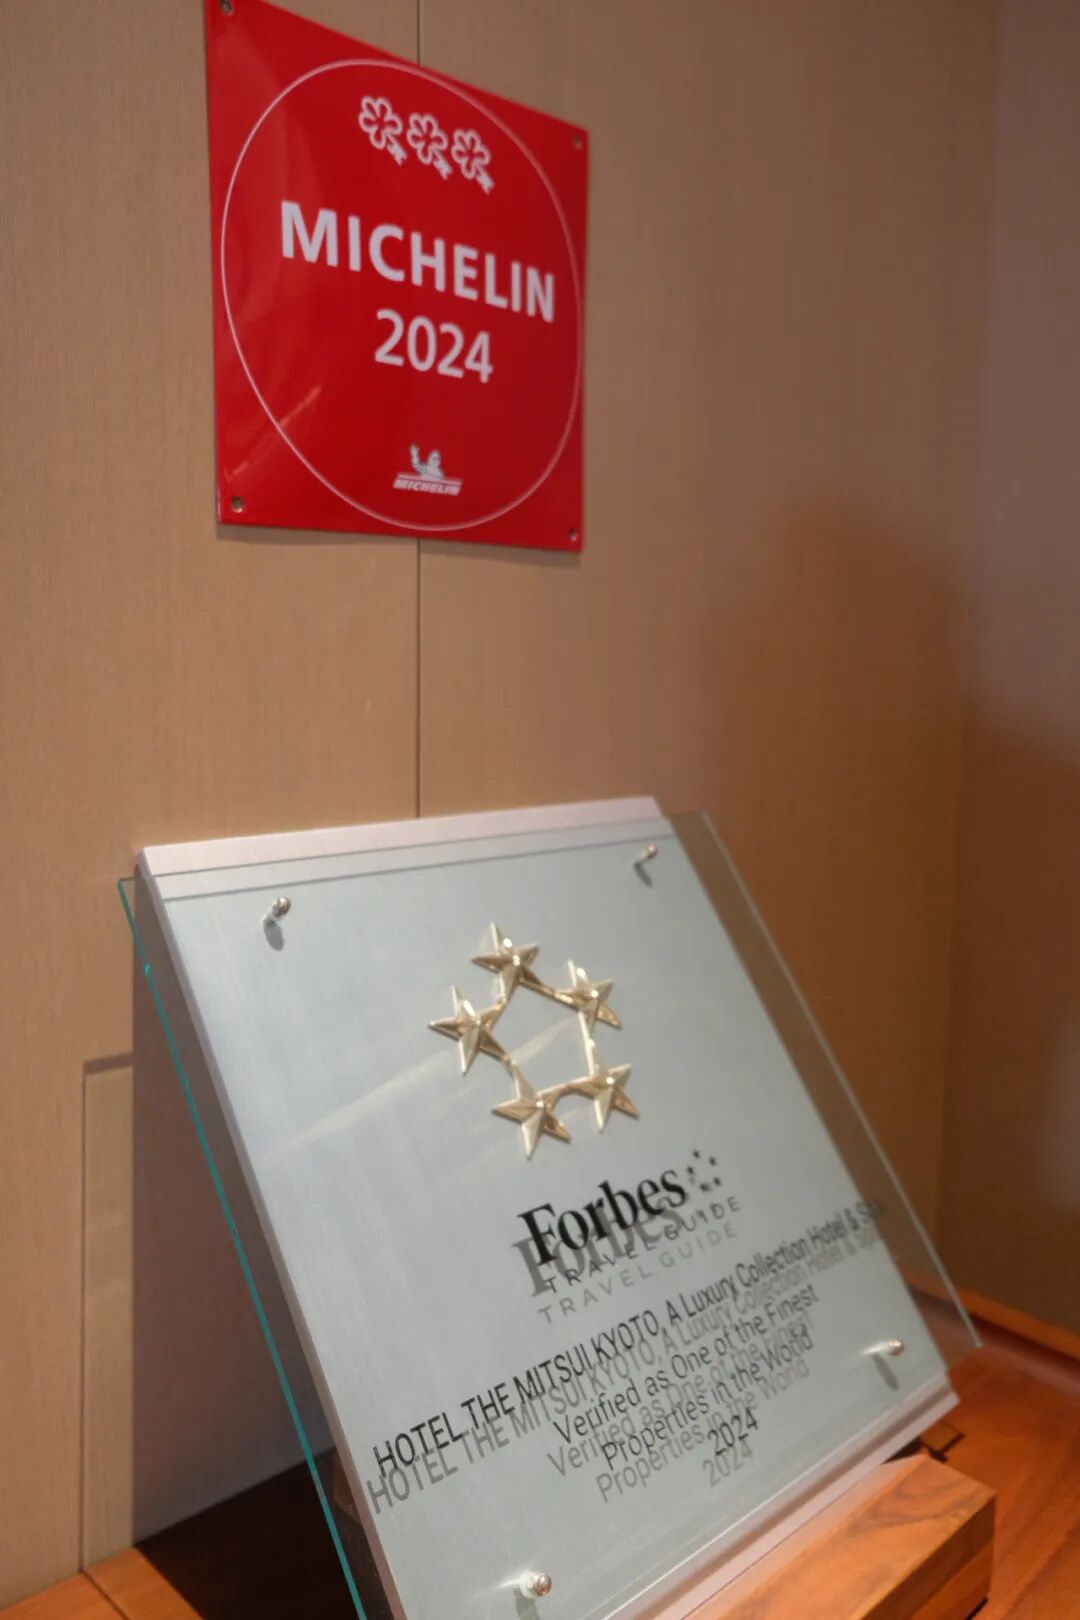 MICHELIN
2024
MICHELIN
Forbes
TRAVEL GUIDE
HOTEL THE MITSUI KYOTO, A Luxury Collection Hotel & Spa
Verified as One of the Finest
Properties in the World
2024